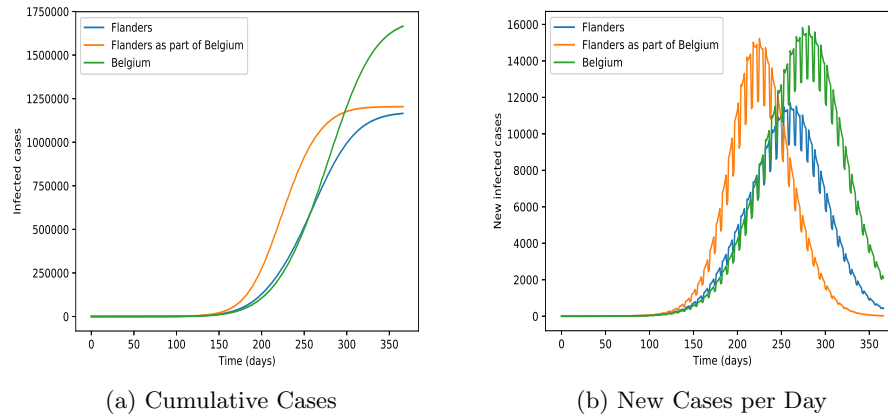 1750000
1500000
1250000
1000000
750000
500000
250000
0
Infected cases
Flanders
Flanders as part of Belgium
Belgium
0 50 100 150 200 250 300 350
Time (days)
(a) Cumulative Cases
16000
14000
12000
10000
8000
6000
4000
2000
0
New infected cases
Flanders
Flanders as part of Belgium
Belgium
0 50 100 150 200 250 300 350
Time (days)
(b) New Cases per Day